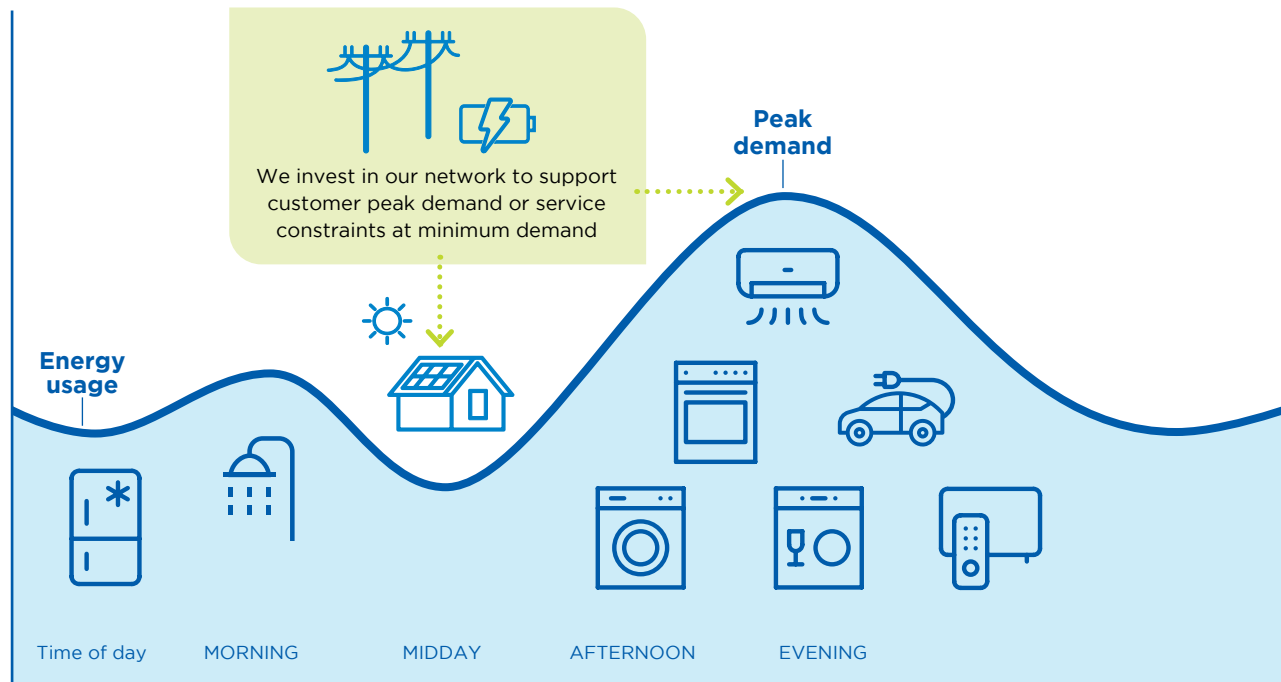 We invest in our network to support
customer peak demand or service
constraints at minimum demand
Peak
demand
Energy
usage
Time of day
MORNING
MIDDAY
AFTERNOON
EVENING